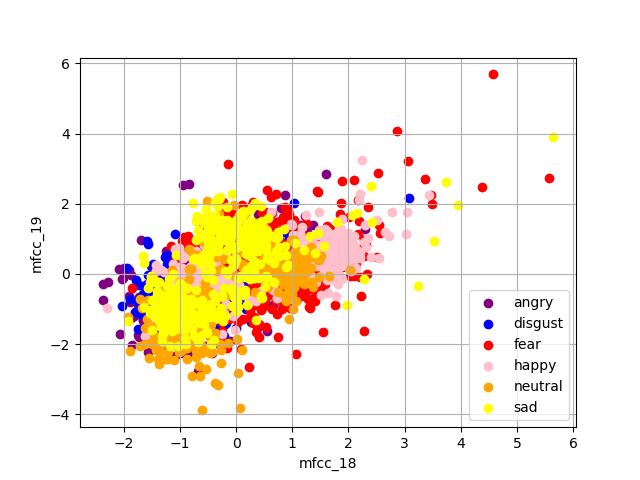 6
4
2
0
−2
−4
mfcc_19
−2
−1
0
1
2
3
4
5
6
mfcc_18
angry
disgust
fear
happy
neutral
sad